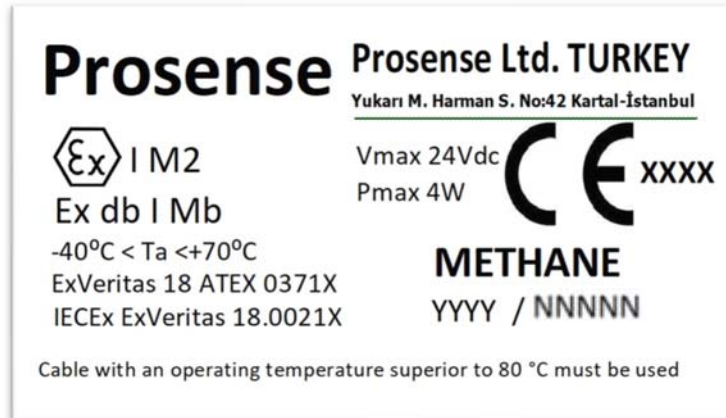 Prosense
Prosense Ltd. TURKEY
Yukarı M. Harman S. No:42 Kartal-İstanbul
Ex I M2
Ex db I Mb
-40⁰C < Ta <+70⁰C
ExVeritas 18 ATEX 0371X
IECEx ExVeritas 18.0021X
Vmax 24Vdc
Pmax 4W
CE XXXX
METHANE
YYYY / NNNNN
Cable with an operating temperature superior to 80 °C must be used